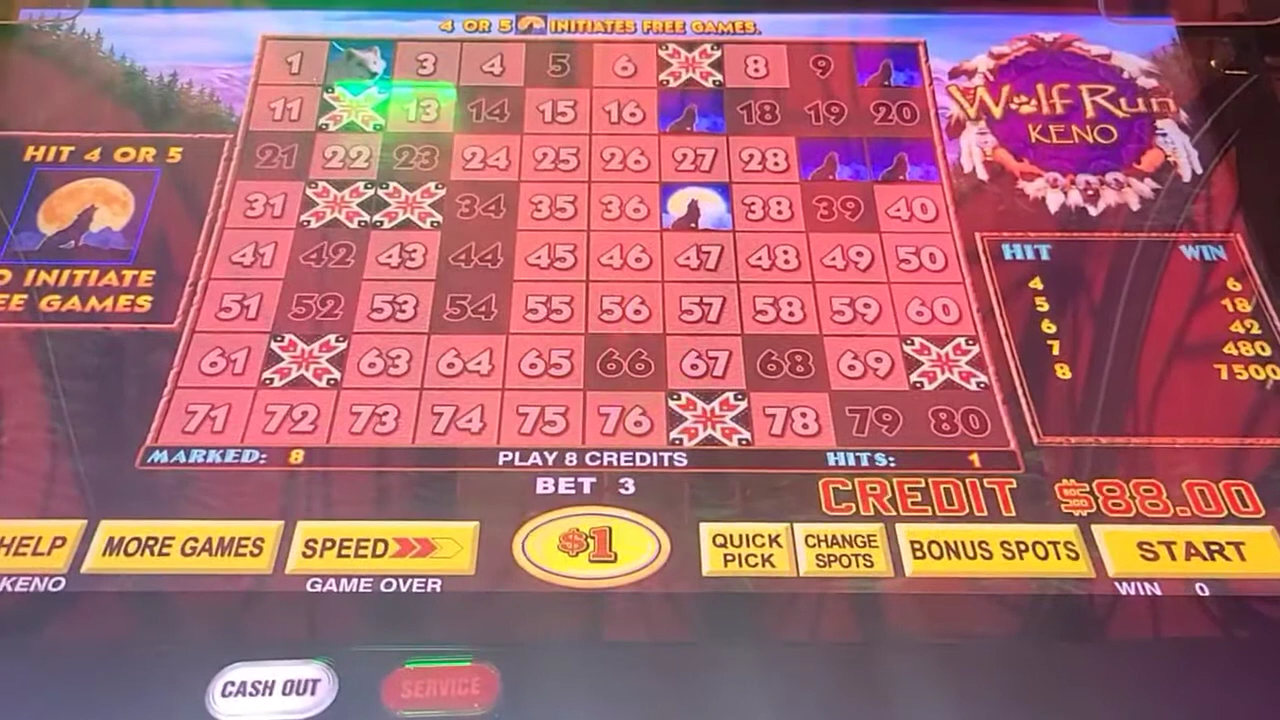 4 OR 5 INITIATES FREE GAMES.
1 3 4 5 6 8 9
11 13 14 15 16 18 19 20
21 22 23 24 25 26 27 28
31 34 35 36 38 39 40
41 42 43 44 45 46 47 48 49 50
51 52 53 54 55 56 57 58 59 60
61 63 64 65 66 67 68 69
71 72 73 74 75 76 78 79 80
HIT 4 OR 5
O INITIATE
EE GAMES
Wolf Run
KENO
HIT WIN
4 6
5 18
6 42
7 480
8 7500
MARKED: 8 PLAY 8 CREDITS HITS: 1
BET 3 CREDIT $88.00
HELP MORE GAMES SPEED $1 QUICK PICK CHANGE SPOTS BONUS SPOTS START
KENO GAME OVER WIN 0
CASH OUT SERVICE